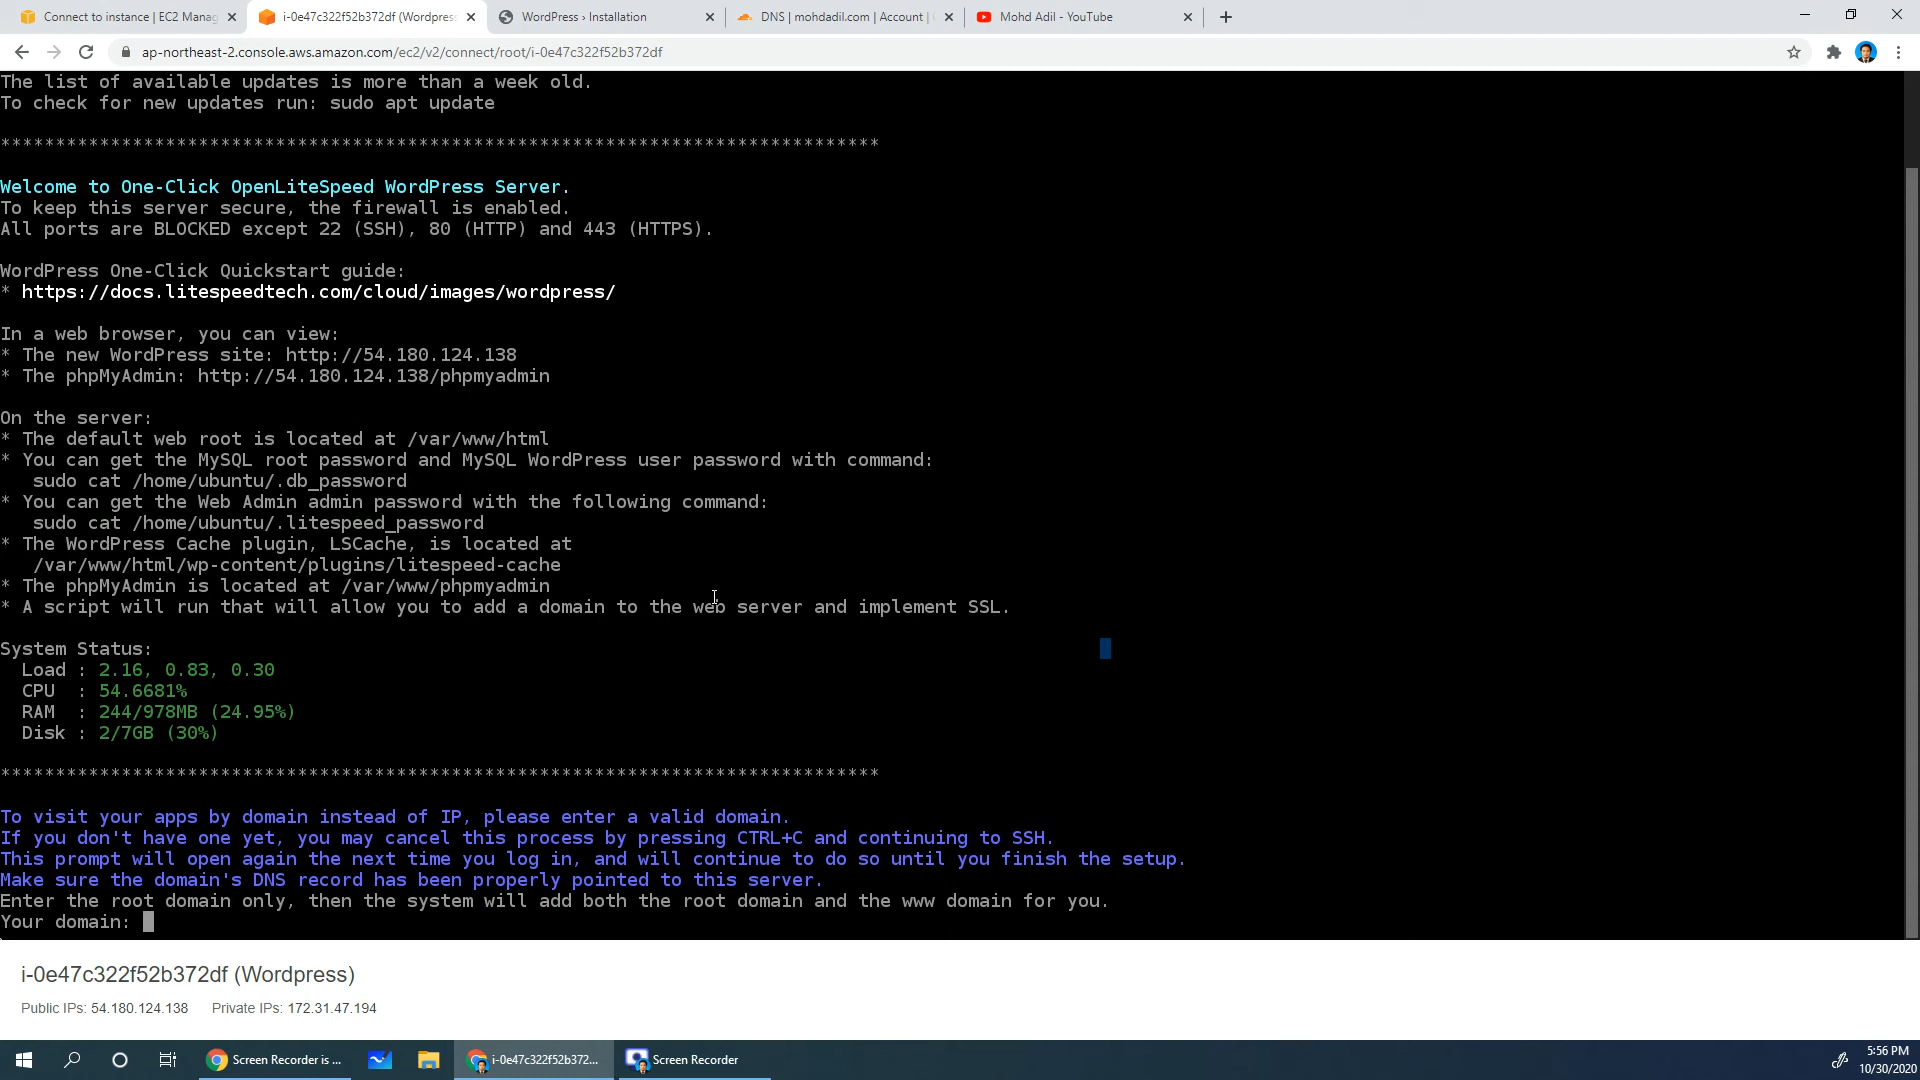 Connect to instance | EC2 Manag
i-0e47c322f52b372df (Wordpress
WordPress › Installation
DNS | mohdadil.com | Account |
Mohd Adil - YouTube
ap-northeast-2.console.aws.amazon.com/ec2/v2/connect/root/i-0e47c322f52b372df
The list of available updates is more than a week old.
To check for new updates run: sudo apt update
********************************************************************************
Welcome to One-Click OpenLiteSpeed WordPress Server.
To keep this server secure, the firewall is enabled.
All ports are BLOCKED except 22 (SSH), 80 (HTTP) and 443 (HTTPS).
WordPress One-Click Quickstart guide:
* https://docs.litespeedtech.com/cloud/images/wordpress/
In a web browser, you can view:
* The new WordPress site: http://54.180.124.138
* The phpMyAdmin: http://54.180.124.138/phpmyadmin
On the server:
* The default web root is located at /var/www/html
* You can get the MySQL root password and MySQL WordPress user password with command:
sudo cat /home/ubuntu/.db_password
* You can get the Web Admin admin password with the following command:
sudo cat /home/ubuntu/.litespeed_password
* The WordPress Cache plugin, LSCache, is located at
/var/www/html/wp-content/plugins/litespeed-cache
* The phpMyAdmin is located at /var/www/phpmyadmin
* A script will run that will allow you to add a domain to the web server and implement SSL.
System Status:
Load : 2.16, 0.83, 0.30
CPU : 54.6681%
RAM : 244/978MB (24.95%)
Disk : 2/7GB (30%)
********************************************************************************
To visit your apps by domain instead of IP, please enter a valid domain.
If you don't have one yet, you may cancel this process by pressing CTRL+C and continuing to SSH.
This prompt will open again the next time you log in, and will continue to do so until you finish the setup.
Make sure the domain's DNS record has been properly pointed to this server.
Enter the root domain only, then the system will add both the root domain and the www domain for you.
Your domain:
i-0e47c322f52b372df (Wordpress)
Public IPs: 54.180.124.138 Private IPs: 172.31.47.194
Screen Recorder is ...
i-0e47c322f52b372...
Screen Recorder
5:56 PM
10/30/2020